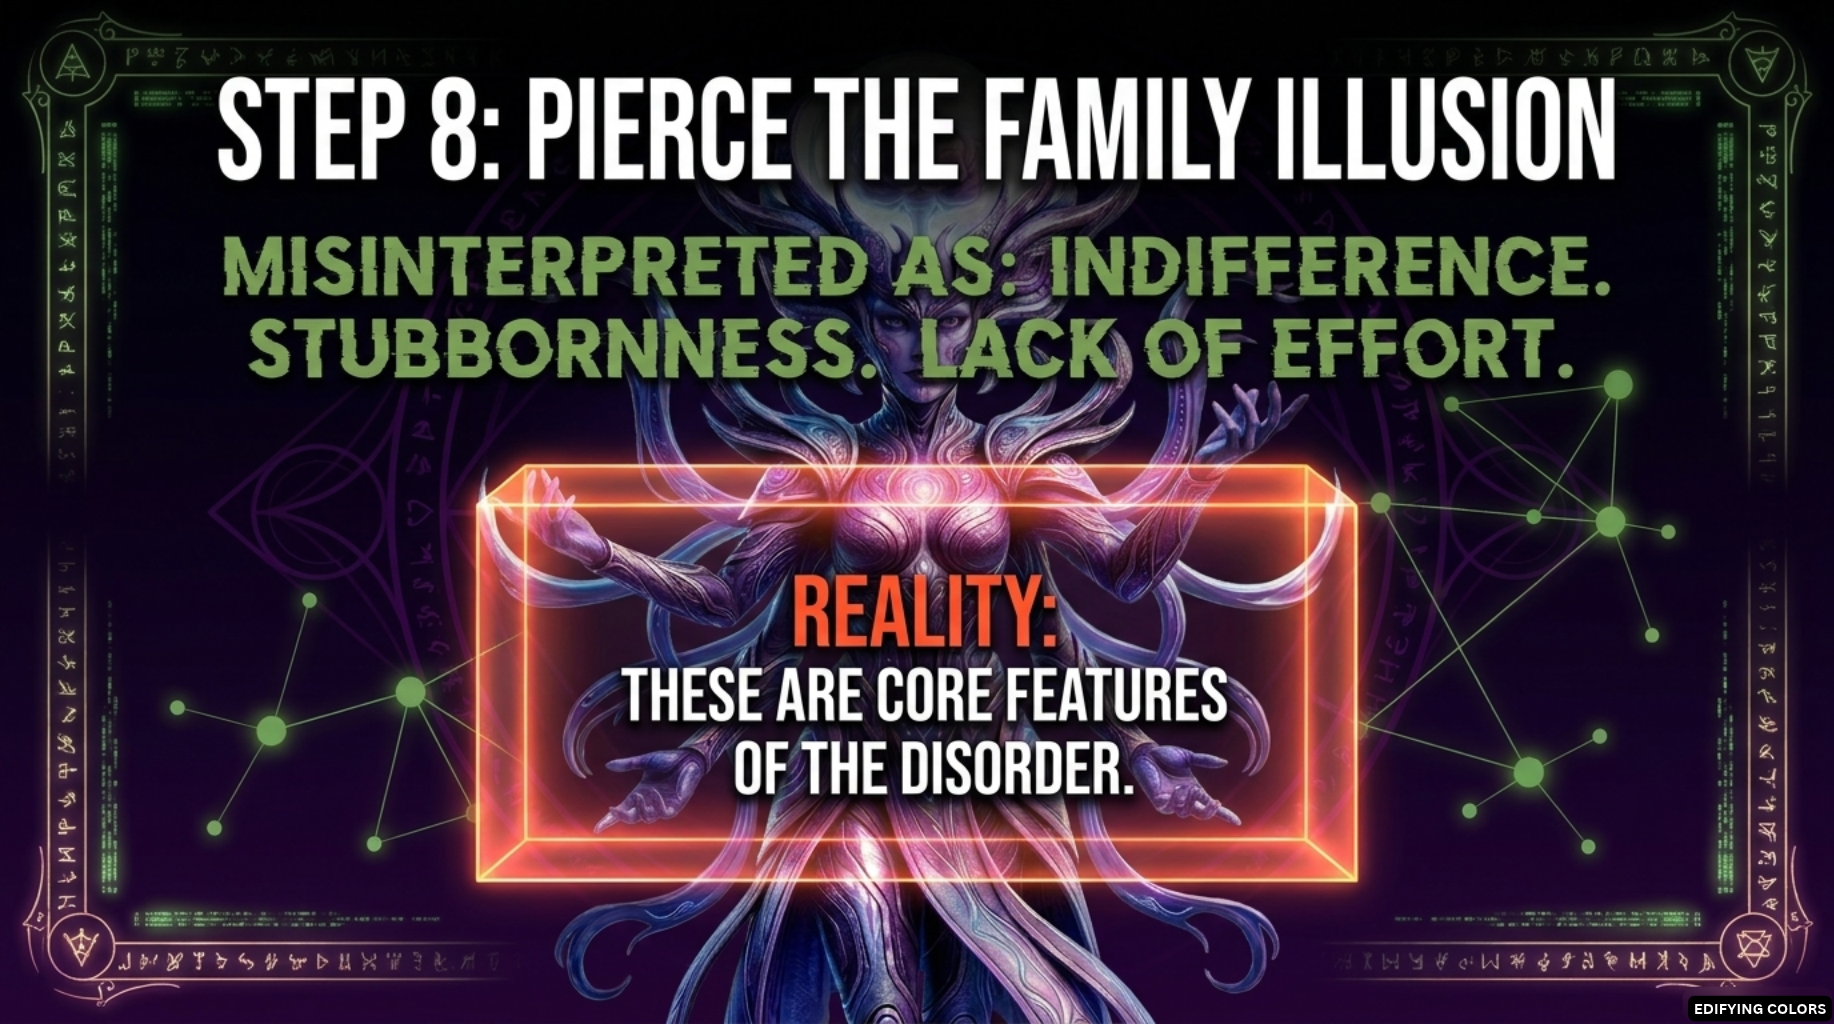 STEP 8: PIERCE THE FAMILY ILLUSION
MISINTERPRETED AS: INDIFFERENCE.
STUBBORNNESS. LACK OF EFFORT.
REALITY:
THESE ARE CORE FEATURES
OF THE DISORDER.
EDIFYING COLORS